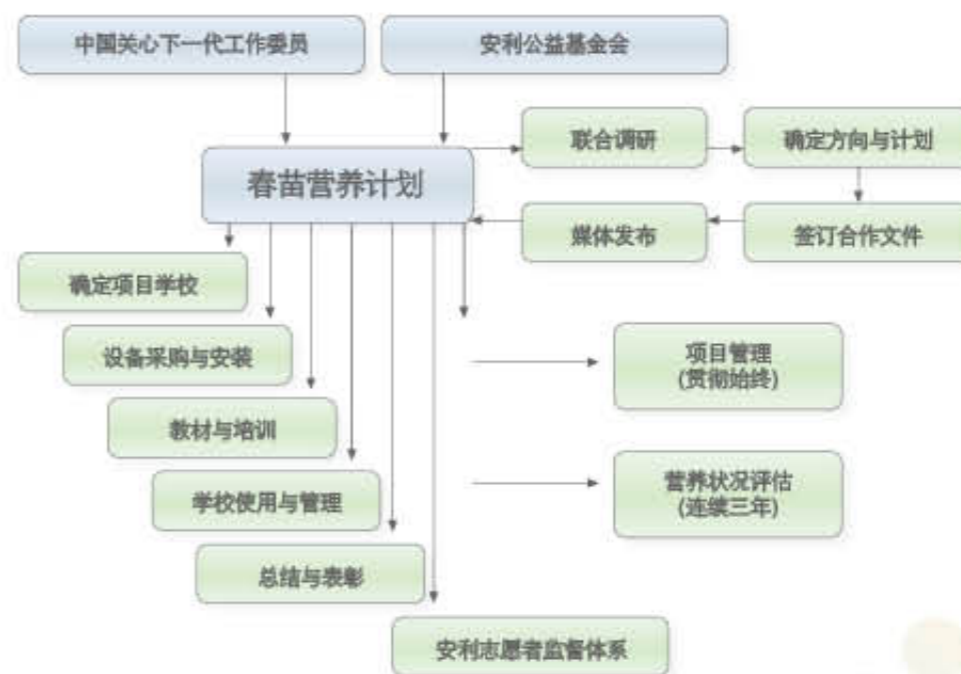 中国关心下一代工作委员
安利公益基金会
联合调研
确定方向与计划
春苗营养计划
媒体发布
签订合作文件
确定项目学校
设备采购与安装
项目管理
(贯彻始终)
教材与培训
学校使用与管理
营养状况评估
(连续三年)
总结与表彰
安利志愿者监督体系